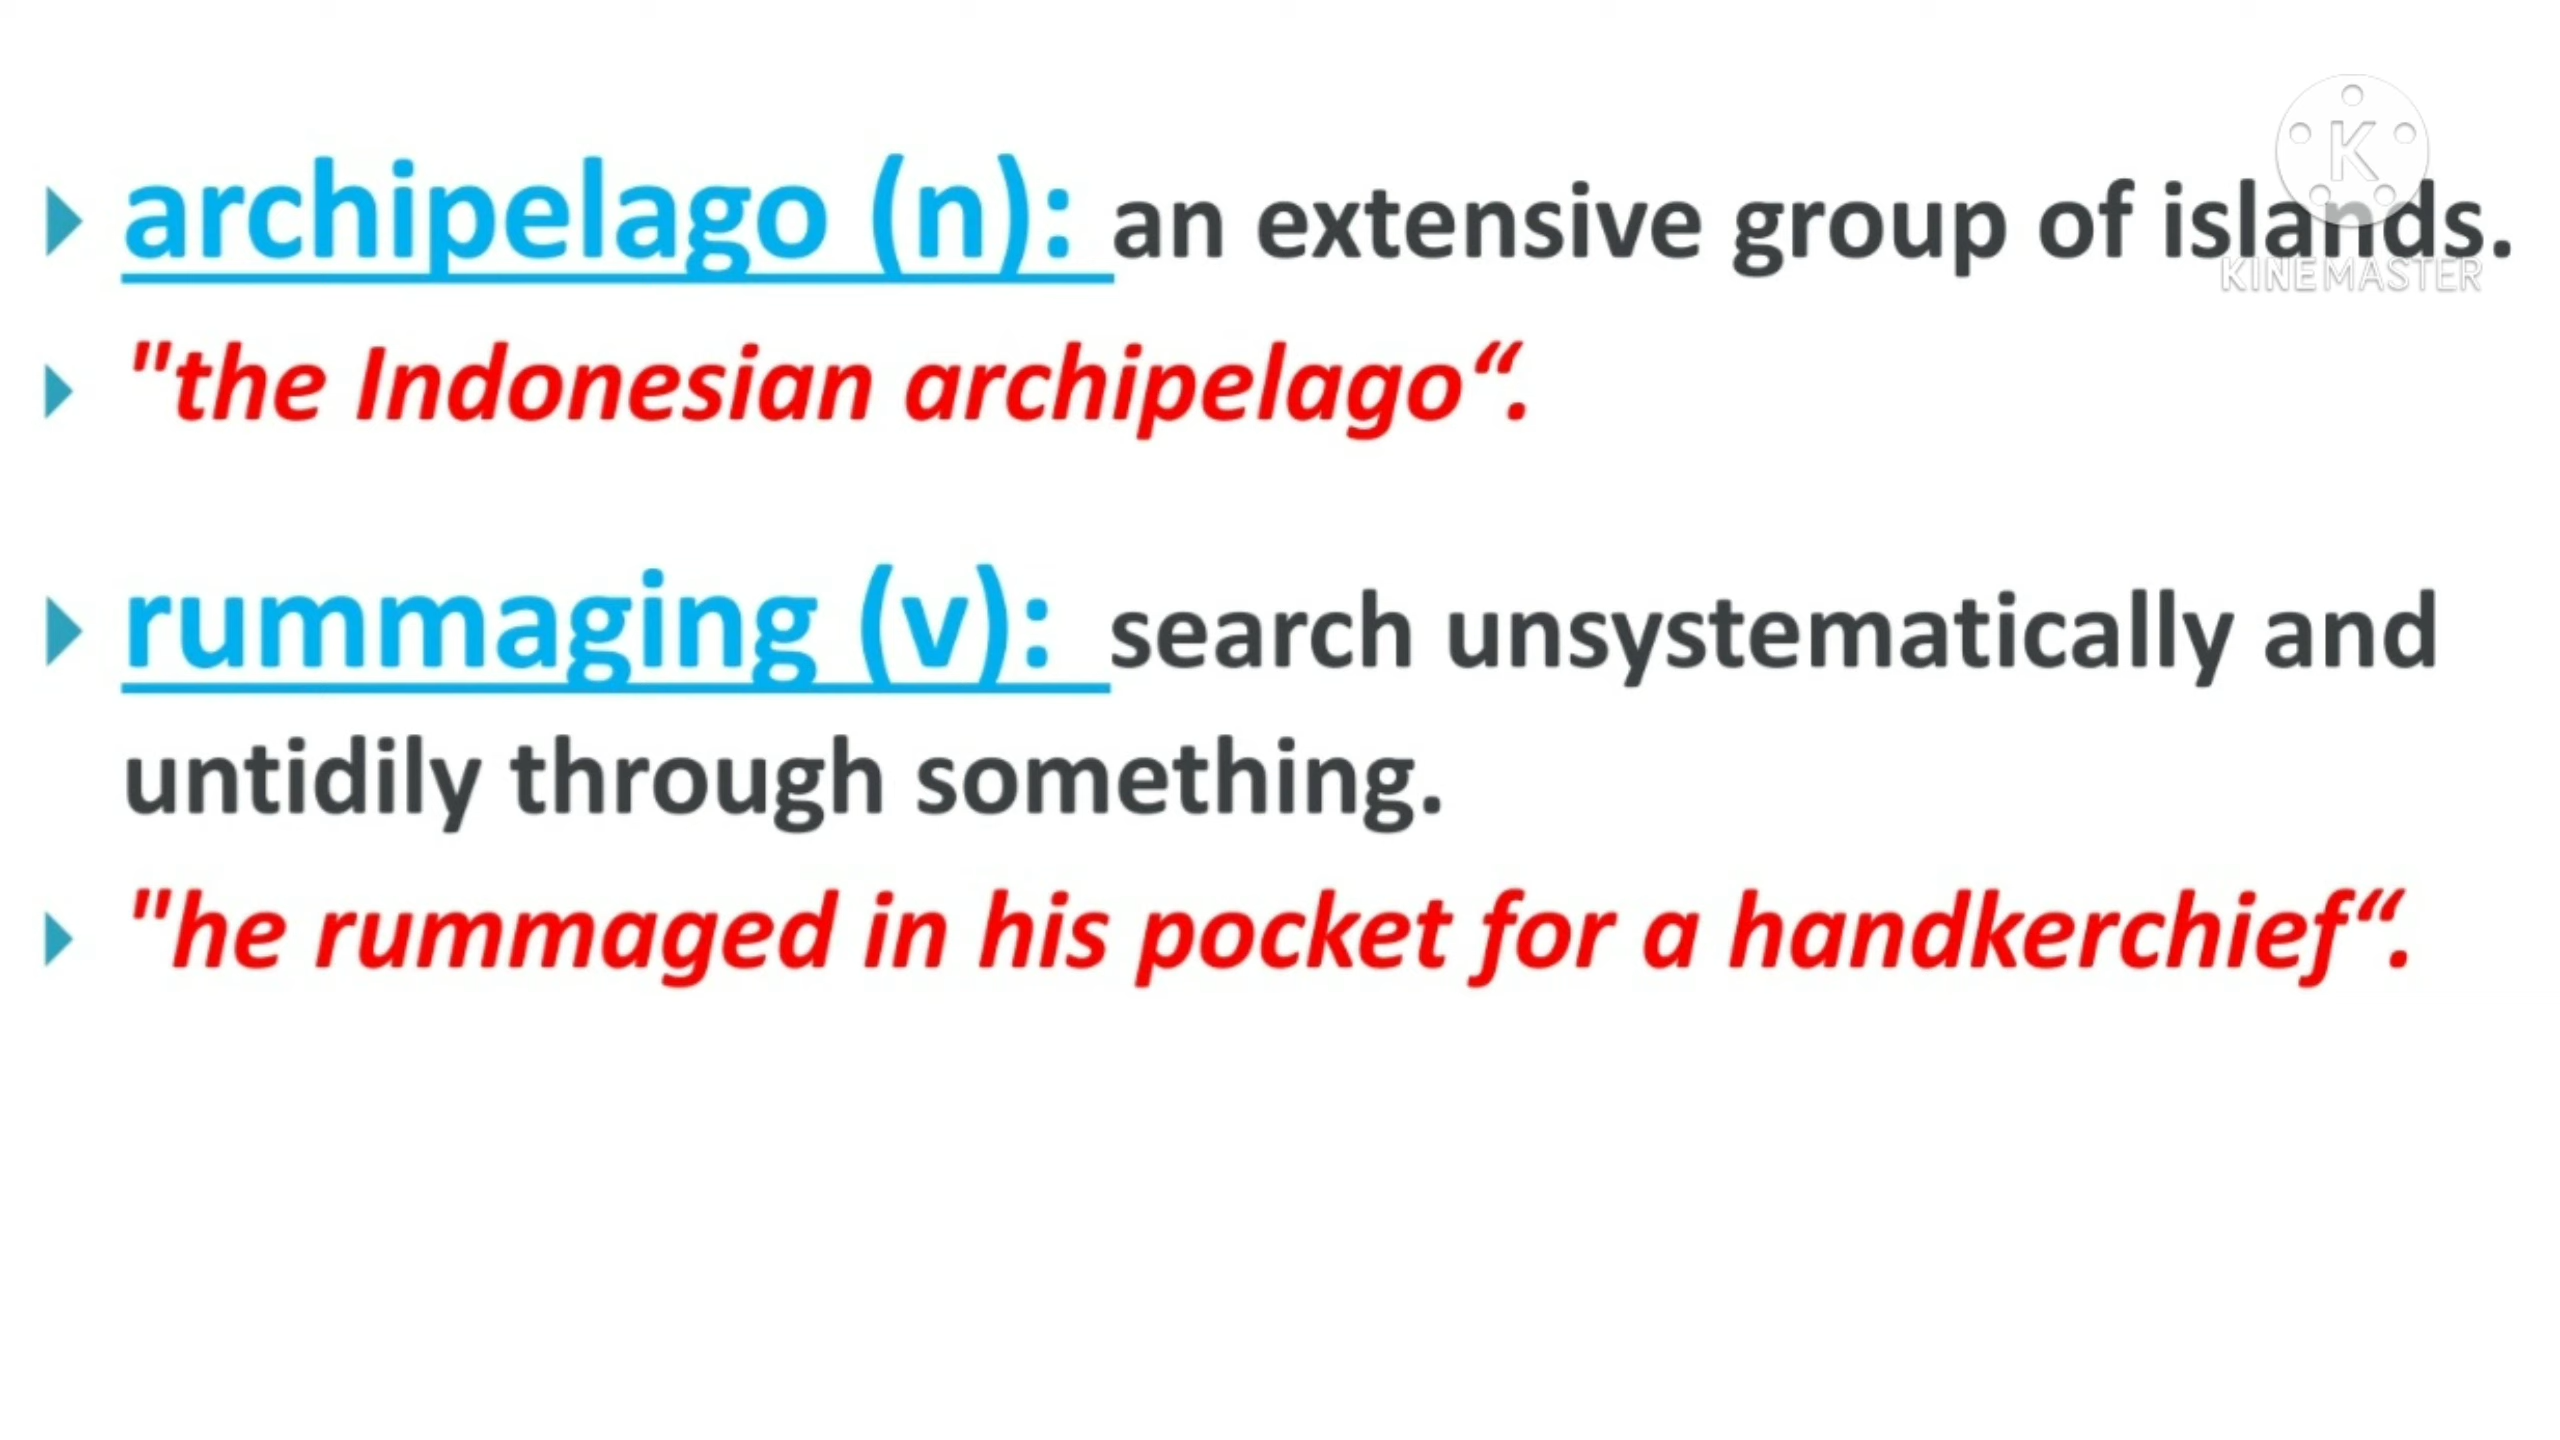 archipelago (n): an extensive group of islands.
K
KINEMASTER
"the Indonesian archipelago“.
rummaging (v): search unsystematically and
untidily through something.
"he rummaged in his pocket for a handkerchief“.